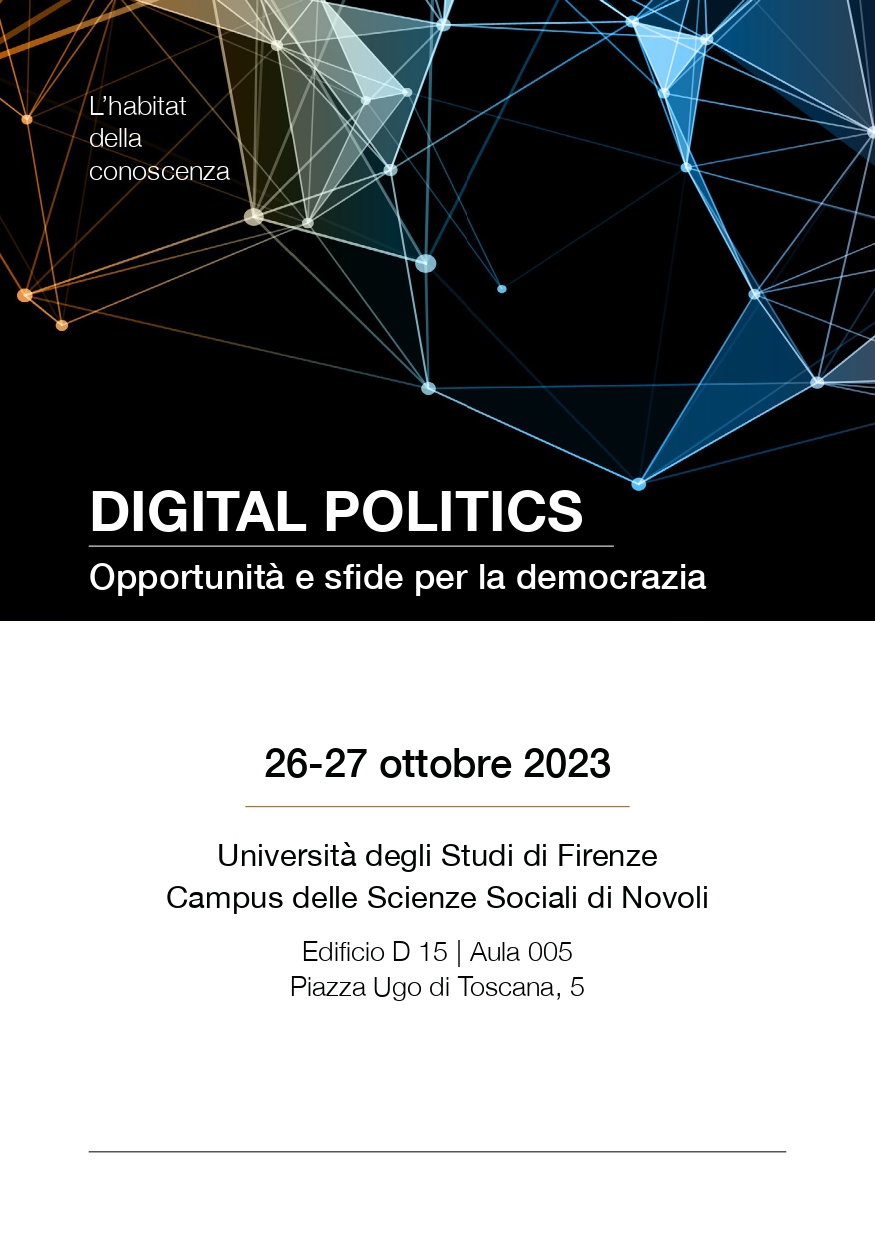 L’habitat
della
conoscenza
DIGITAL POLITICS
Opportunità e sfide per la democrazia
26-27 ottobre 2023
Università degli Studi di Firenze
Campus delle Scienze Sociali di Novoli
Edificio D 15 | Aula 005
Piazza Ugo di Toscana, 5